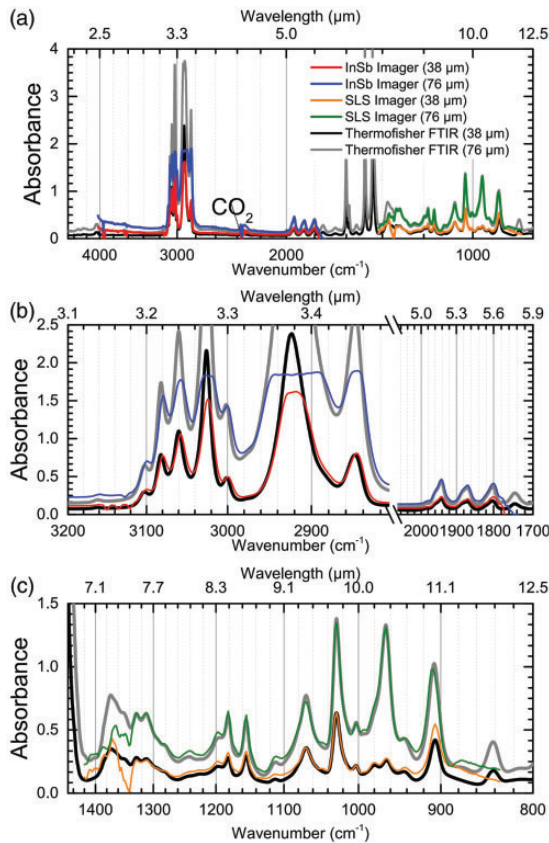 (a)
Wavelength (μm)
2.5 3.3 5.0 10.0 12.5
Absorbance
4
3
2
1
0
InSb Imager (38 μm)
InSb Imager (76 μm)
SLS Imager (38 μm)
SLS Imager (76 μm)
Thermofisher FTIR (38 μm)
Thermofisher FTIR (76 μm)
CO2
4000 3000 2000 1000
Wavenumber (cm-1)
(b)
Wavelength (μm)
3.1 3.2 3.3 3.4 5.0 5.3 5.6 5.9
Absorbance
2.5
2.0
1.5
1.0
0.5
0.0
3200 3100 3000 2900 2000 1900 1800 1700
Wavenumber (cm-1)
(c)
Wavelength (μm)
7.1 7.7 8.3 9.1 10.0 11.1 12.5
Absorbance
1.5
1.0
0.5
0.0
1400 1300 1200 1100 1000 900 800
Wavenumber (cm-1)